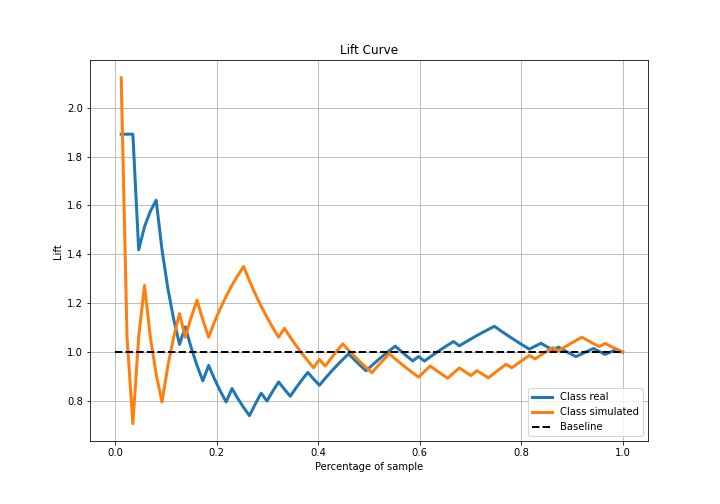 Lift Curve
Lift
2.0
1.8
1.6
1.4
1.2
1.0
0.8
Class real
Class simulated
Baseline
0.0
0.2
0.4
0.6
0.8
1.0
Percentage of sample